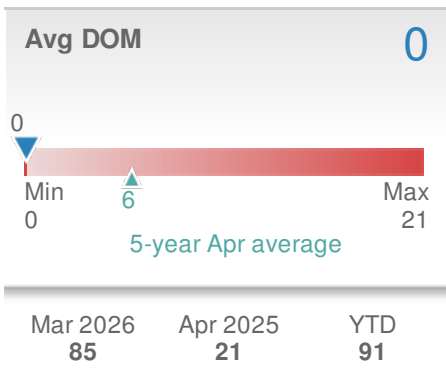 Avg DOM 0
0
Min Max
0 6 21
5-year Apr average
Mar 2026 Apr 2025 YTD
85 21 91